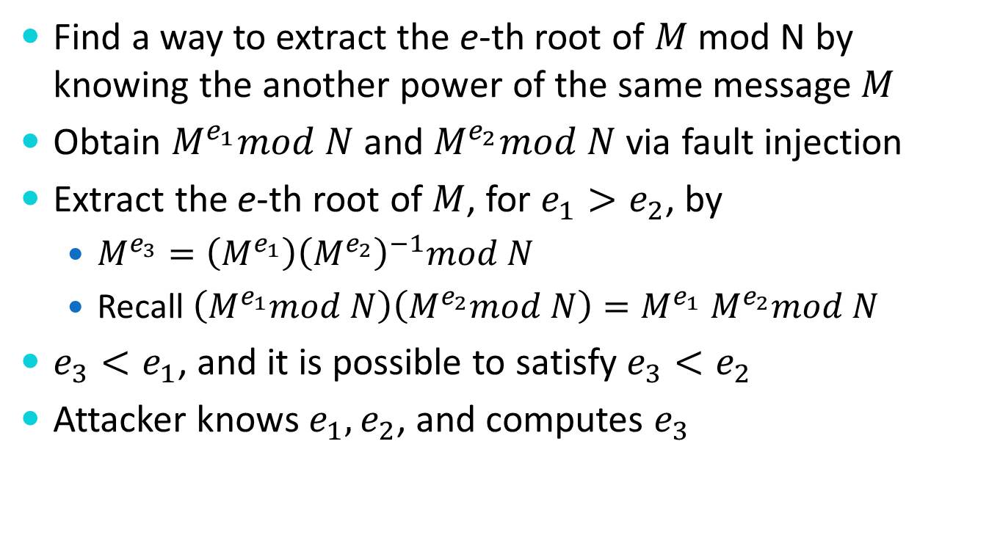 • Find a way to extract the e-th root of M mod N by
knowing the another power of the same message M
• Obtain M^{e_1} mod N and M^{e_2} mod N via fault injection
• Extract the e-th root of M, for e_1 > e_2, by
• M^{e_3} = (M^{e_1})(M^{e_2})^{-1} mod N
• Recall (M^{e_1} mod N)(M^{e_2} mod N) = M^{e_1} M^{e_2} mod N
• e_3 < e_1, and it is possible to satisfy e_3 < e_2
• Attacker knows e_1, e_2, and computes e_3